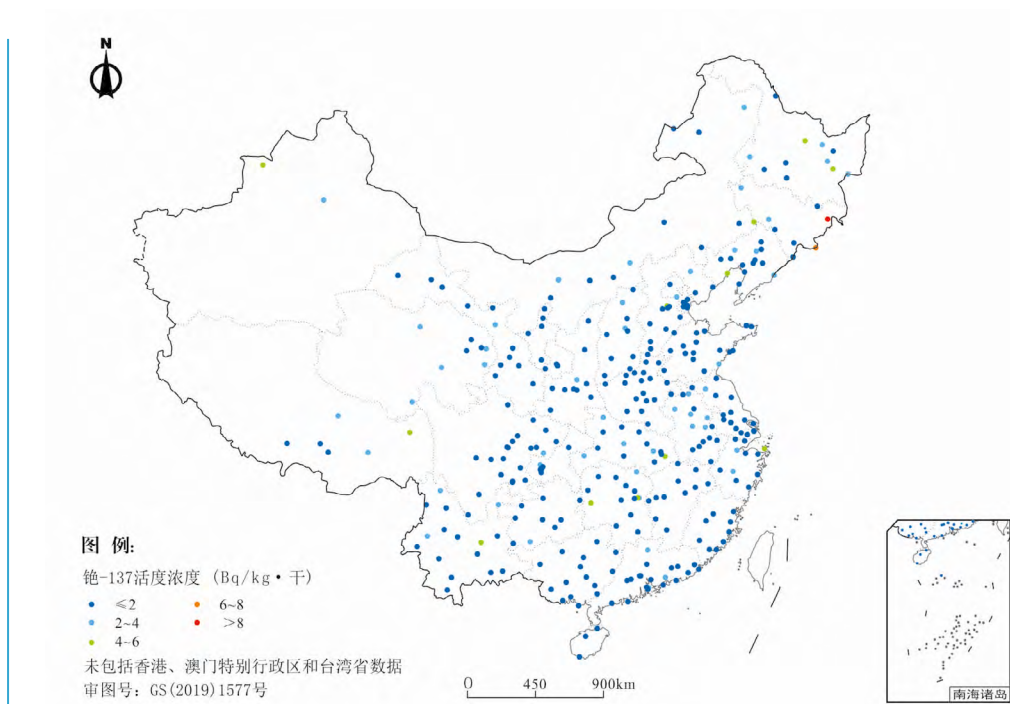 N
图 例:
铯-137活度浓度 (Bq/kg·干)
≤2
6~8
2~4
>8
4~6
未包括香港、澳门特别行政区和台湾省数据
审图号: GS(2019)1577号
0 450 900km
南海诸岛